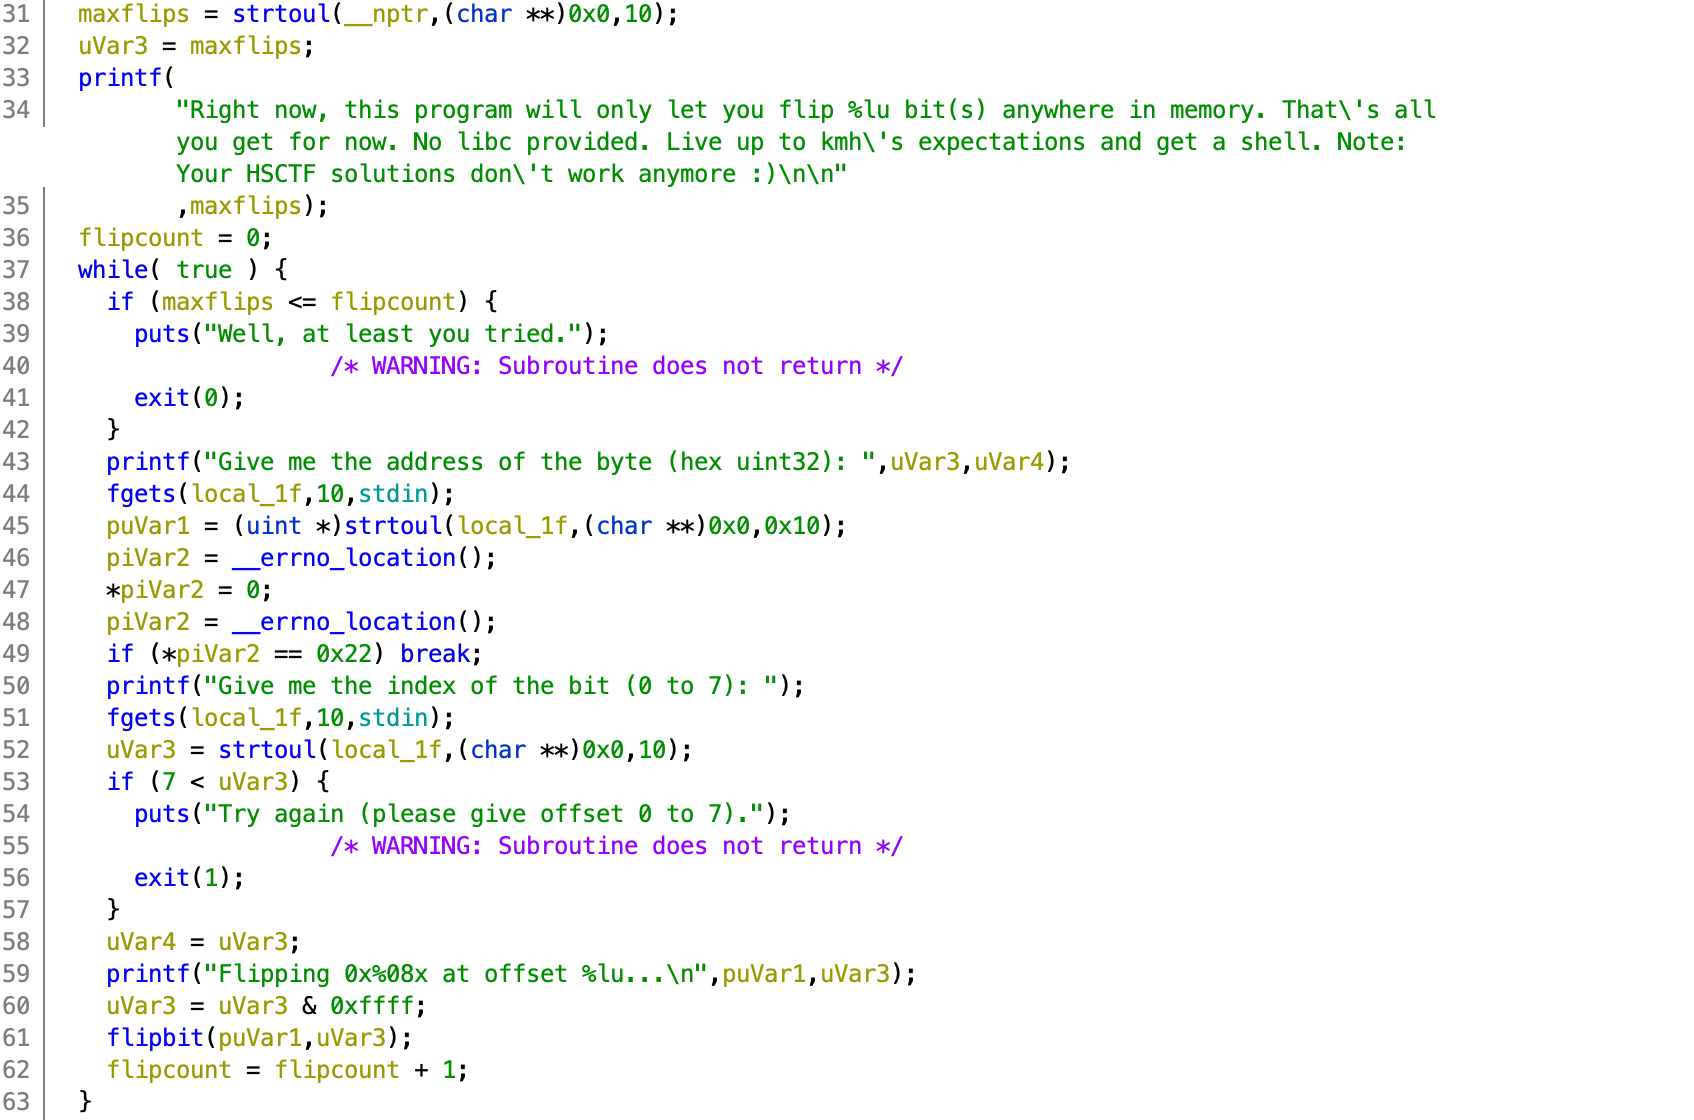 31 maxflips = strtoul(__nptr,(char **)0x0,10);
32 uVar3 = maxflips;
33 printf(
34 "Right now, this program will only let you flip %lu bit(s) anywhere in memory. That\'s all
you get for now. No libc provided. Live up to kmh\'s expectations and get a shell. Note:
Your HSCTF solutions don\'t work anymore :)\n\n"
35 ,maxflips);
36 flipcount = 0;
37 while( true ) {
38 if (maxflips <= flipcount) {
39 puts("Well, at least you tried.");
40 /* WARNING: Subroutine does not return */
41 exit(0);
42 }
43 printf("Give me the address of the byte (hex uint32): ",uVar3,uVar4);
44 fgets(local_1f,10,stdin);
45 puVar1 = (uint *)strtoul(local_1f,(char **)0x0,0x10);
46 piVar2 = __errno_location();
47 *piVar2 = 0;
48 piVar2 = __errno_location();
49 if (*piVar2 == 0x22) break;
50 printf("Give me the index of the bit (0 to 7): ");
51 fgets(local_1f,10,stdin);
52 uVar3 = strtoul(local_1f,(char **)0x0,10);
53 if (7 < uVar3) {
54 puts("Try again (please give offset 0 to 7).");
55 /* WARNING: Subroutine does not return */
56 exit(1);
57 }
58 uVar4 = uVar3;
59 printf("Flipping 0x%08x at offset %lu...\n",puVar1,uVar3);
60 uVar3 = uVar3 & 0xffff;
61 flipbit(puVar1,uVar3);
62 flipcount = flipcount + 1;
63 }